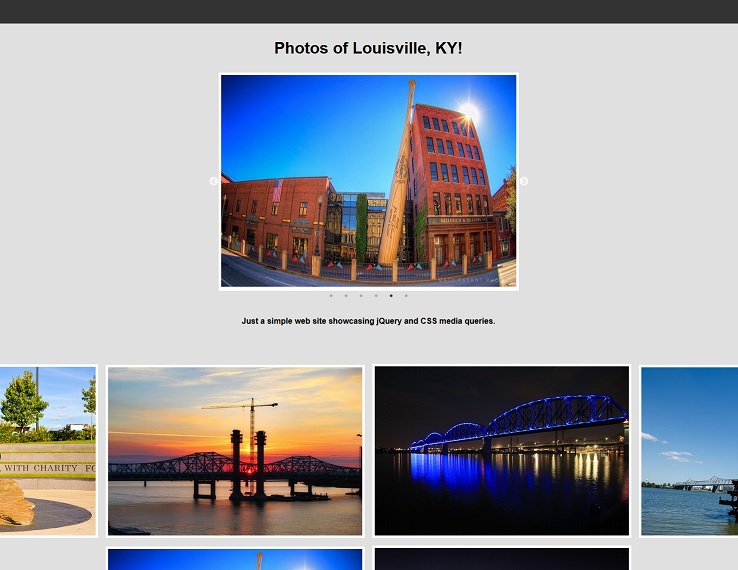 Photos of Louisville, KY!
Just a simple web site showcasing jQuery and CSS media queries.
WITH CHARITY FO